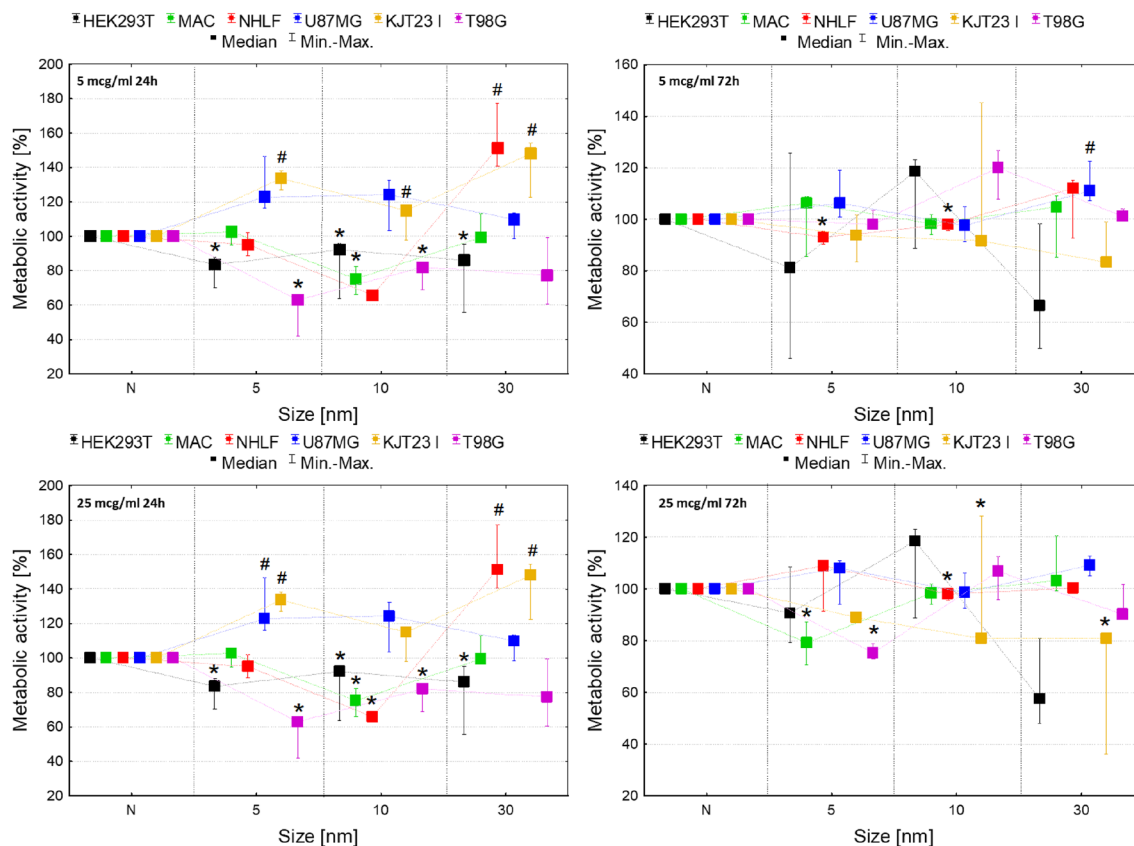 HEK293T MAC NHLF U87MG KJT23 I T98G
Median Min.-Max.
5 mcg/ml 24h
Metabolic activity [%]
200
180
160
140
120
100
80
60
40
20
# # # #
* * * * * *
N 5 10 30
Size [nm]
HEK293T MAC NHLF U87MG KJT23 I T98G
Median Min.-Max.
5 mcg/ml 72h
Metabolic activity [%]
160
140
120
100
80
60
40
* * #
N 5 10 30
Size [nm]
HEK293T MAC NHLF U87MG KJT23 I T98G
Median Min.-Max.
25 mcg/ml 24h
Metabolic activity [%]
200
180
160
140
120
100
80
60
40
20
# # # #
* * * * * * *
N 5 10 30
Size [nm]
HEK293T MAC NHLF U87MG KJT23 I T98G
Median Min.-Max.
25 mcg/ml 72h
Metabolic activity [%]
140
120
100
80
60
40
20
* * * * *
N 5 10 30
Size [nm]